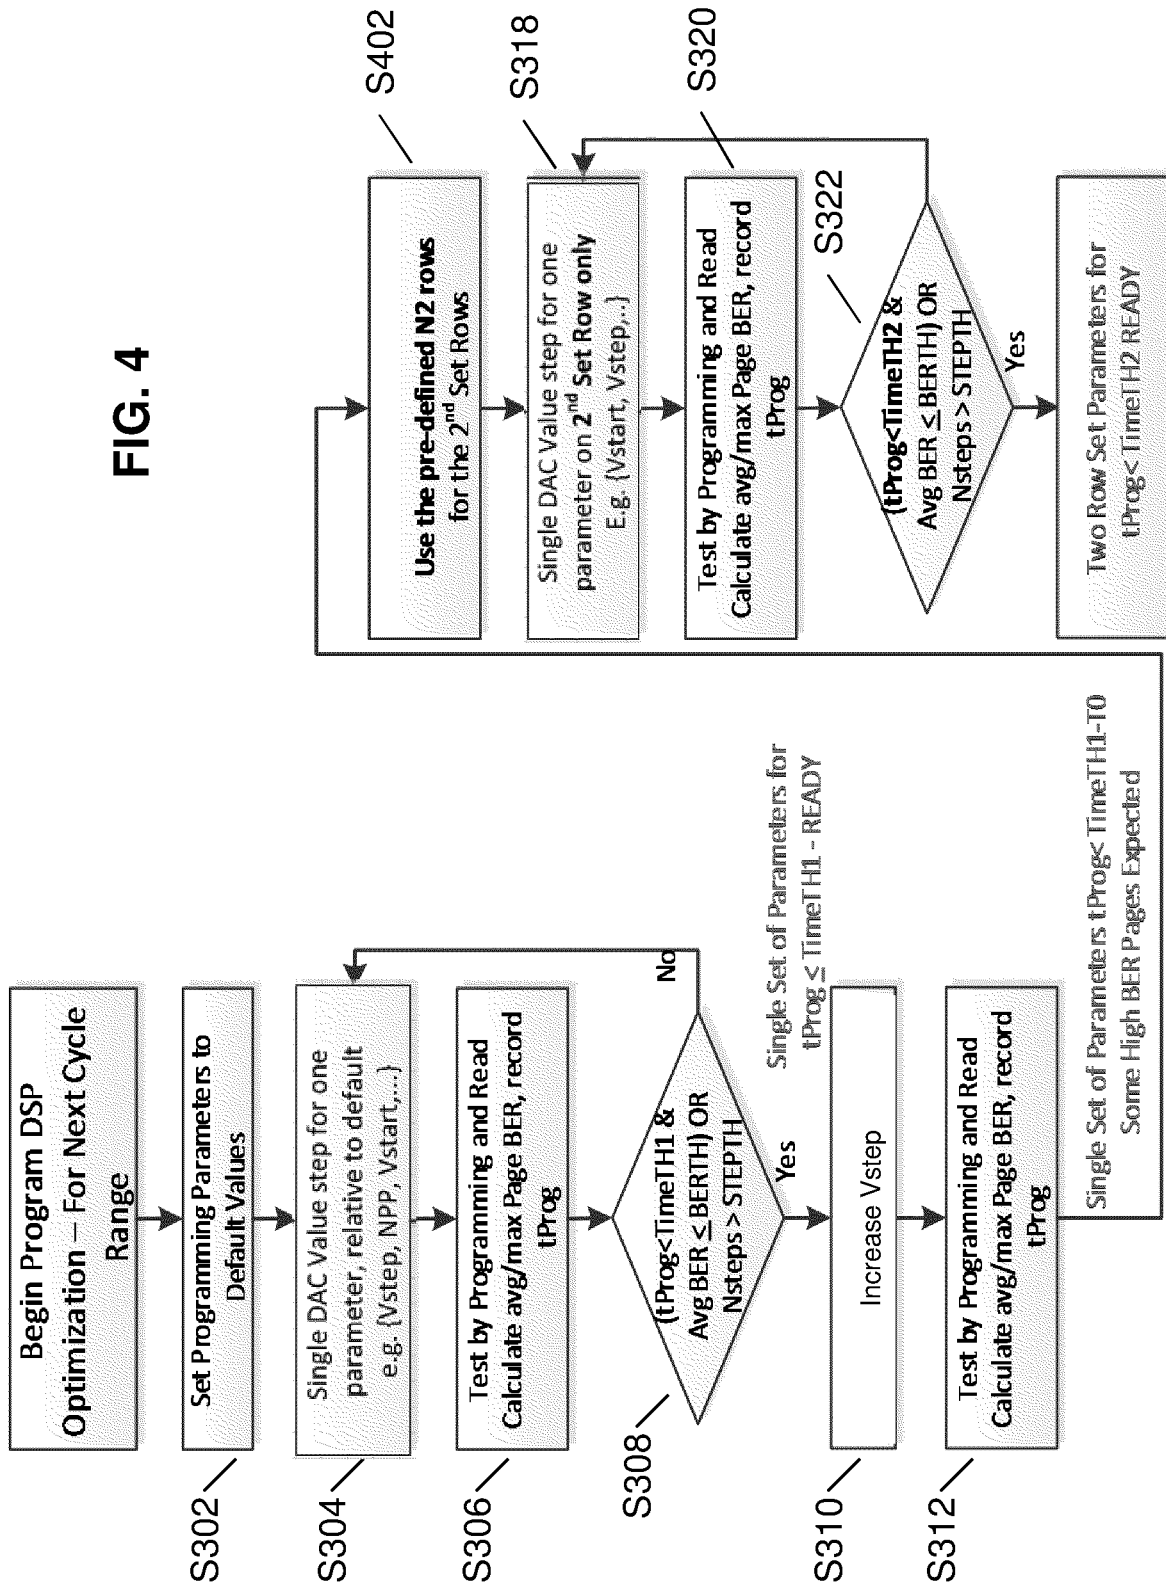 FIG. 4
Begin Program DSP
Optimization – For Next Cycle
Range
S302
Set Programming Parameters to
Default Values
S304
Single DAC Value step for one
parameter, relative to default
e.g. {Vstep, NPP, Vstart,...}
S306
Test by Programming and Read
Calculate avg/max Page BER, record
tProg
S308
(tProg<TimeTH1 &
Avg BER ≤ BERTH) OR
Nsteps > STEPTH
No
Yes
Single Set of Parameters for
tProg ≤ TimeTH1 - READY
S310
Increase Vstep
S312
Test by Programming and Read
Calculate avg/max Page BER, record
tProg
Single Set of Parameters tProg< TimeTH1-T0
Some High BER Pages Expected
S402
Use the pre-defined N2 rows
for the 2nd Set Rows
S318
Single DAC Value step for one
parameter on 2nd Set Row only
E.g. {Vstart, Vstep,..}
S320
Test by Programming and Read
Calculate avg/max Page BER, record
tProg
S322
(tProg<TimeTH2 &
Avg BER ≤ BERTH) OR
Nsteps > STEPTH
Yes
Two Row Set Parameters for
tProg< TimeTH2 READY